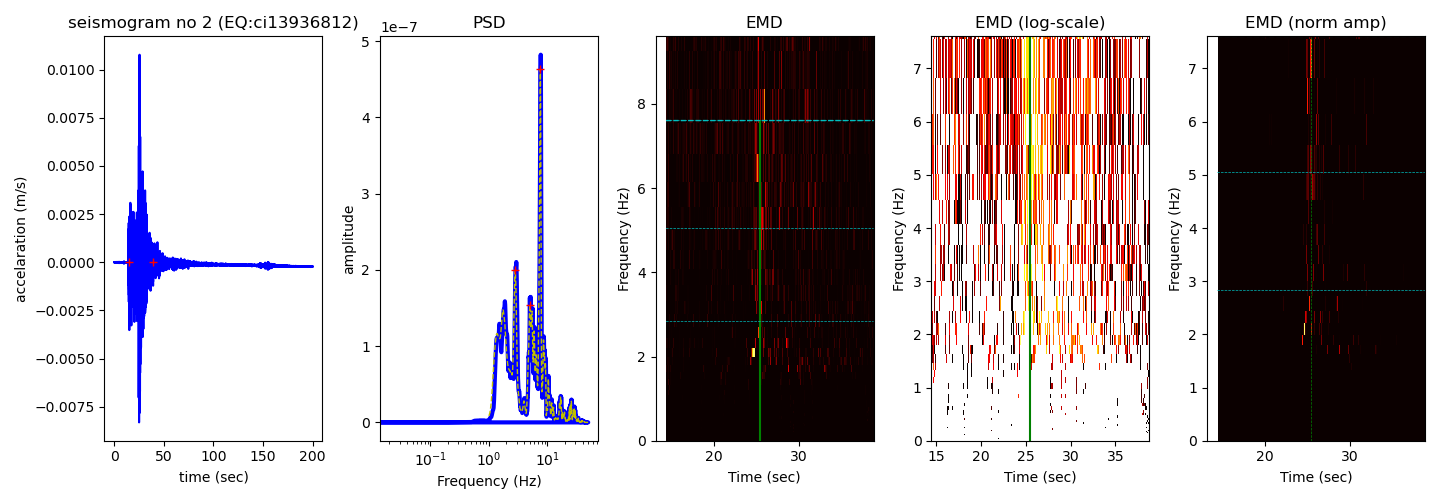 seismogram no 2 (EQ:ci13936812)
accelaration (m/s)
0.0100
0.0075
0.0050
0.0025
0.0000
−0.0025
−0.0050
−0.0075
0 50 100 150 200
time (sec)
PSD
1e−7
amplitude
5
4
3
2
1
0
10⁻¹ 10⁰ 10¹
Frequency (Hz)
EMD
Frequency (Hz)
8
6
4
2
0
20 30
Time (sec)
EMD (log-scale)
Frequency (Hz)
7
6
5
4
3
2
1
0
15 20 25 30 35
Time (sec)
EMD (norm amp)
Frequency (Hz)
7
6
5
4
3
2
1
0
20 30
Time (sec)